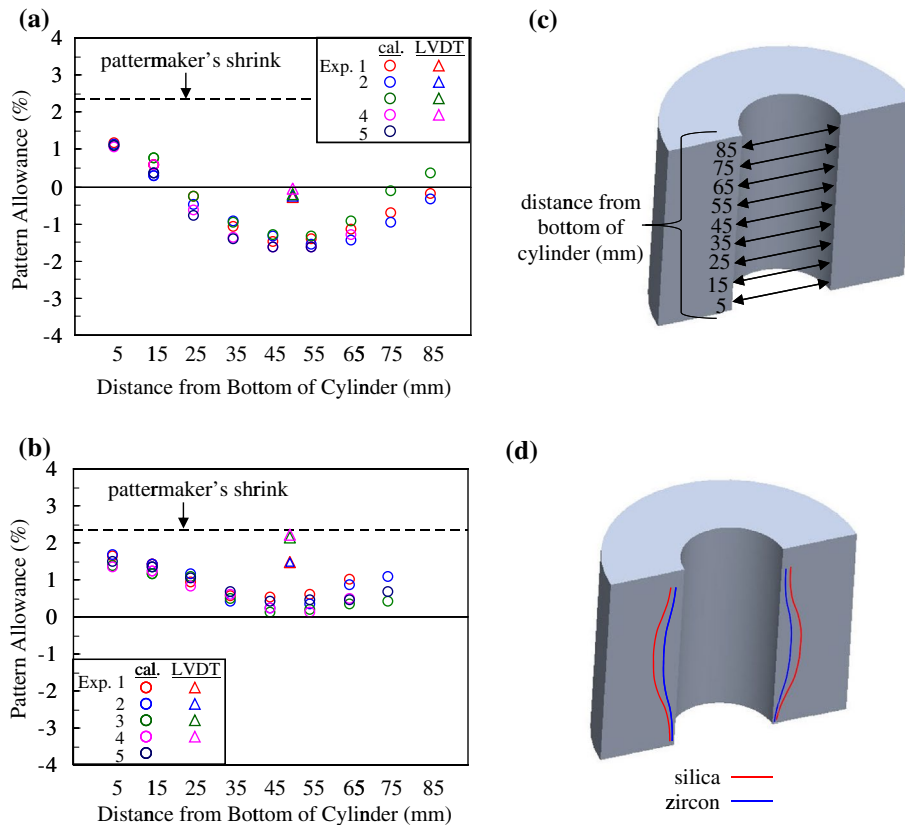 (a)
4
3
2
1
0
-1
-2
-3
-4
Pattern Allowance (%)
pattermaker's shrink
cal. LVDT
Exp. 1
2
4
5
5 15 25 35 45 55 65 75 85
Distance from Bottom of Cylinder (mm)
(b)
4
3
2
1
0
-1
-2
-3
-4
Pattern Allowance (%)
pattermaker's shrink
cal. LVDT
Exp. 1
2
3
4
5
5 15 25 35 45 55 65 75 85
Distance from Bottom of Cylinder (mm)
(c)
distance from
bottom of
cylinder (mm)
85
75
65
55
45
35
25
15
5
(d)
silica
zircon